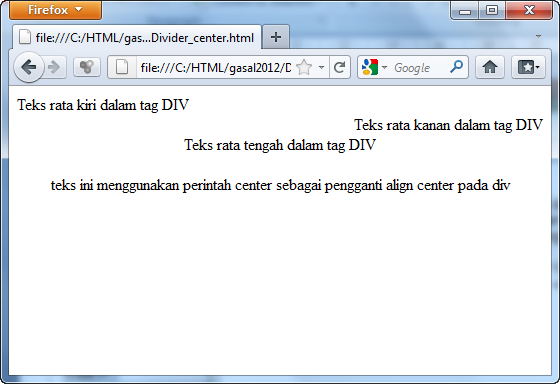 Firefox
file:///C:/HTML/gas...Divider_center.html
file:///C:/HTML/gasal2012/D
Google
Teks rata kiri dalam tag DIV
Teks rata kanan dalam tag DIV
Teks rata tengah dalam tag DIV
teks ini menggunakan perintah center sebagai pengganti align center pada div